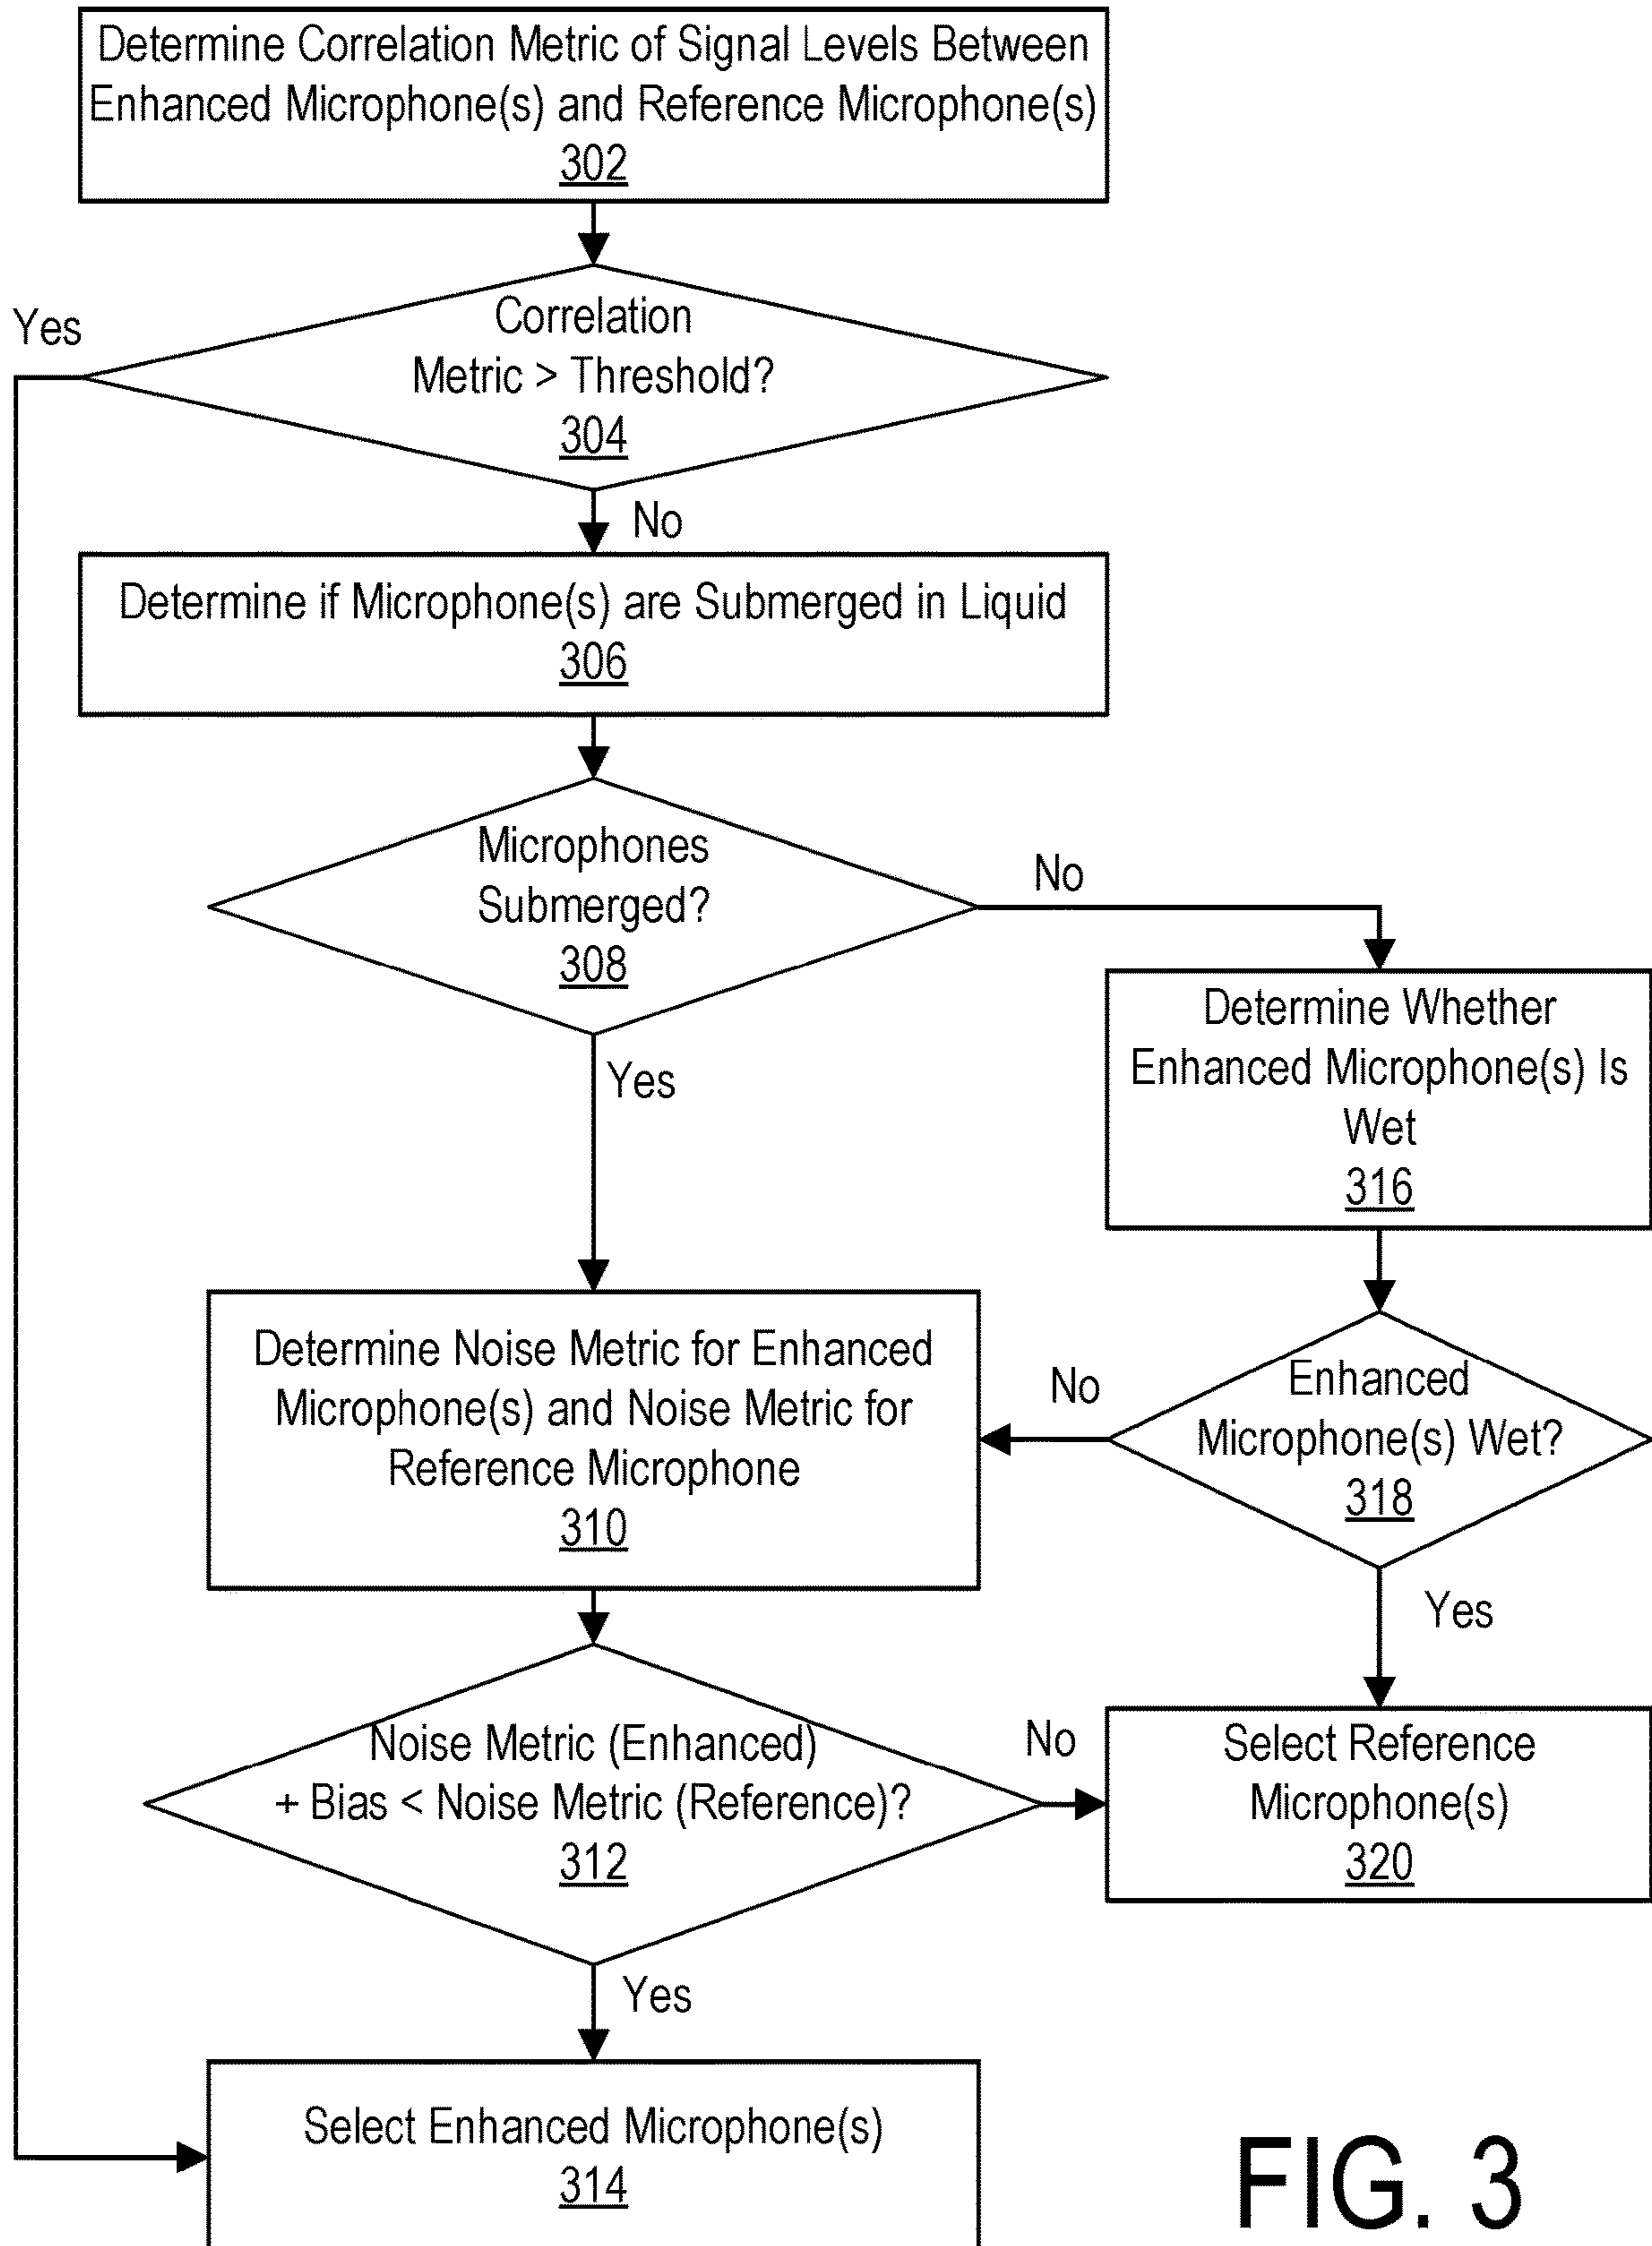 Determine Correlation Metric of Signal Levels Between
Enhanced Microphone(s) and Reference Microphone(s)
302
Yes
Correlation
Metric > Threshold?
304
No
Determine if Microphone(s) are Submerged in Liquid
306
Microphones
Submerged?
308
No
Yes
Determine Whether
Enhanced Microphone(s) Is
Wet
316
Determine Noise Metric for Enhanced
Microphone(s) and Noise Metric for
Reference Microphone
310
No
Enhanced
Microphone(s) Wet?
318
Yes
Noise Metric (Enhanced)
+ Bias < Noise Metric (Reference)?
312
No
Select Reference
Microphone(s)
320
Yes
Select Enhanced Microphone(s)
314
FIG. 3